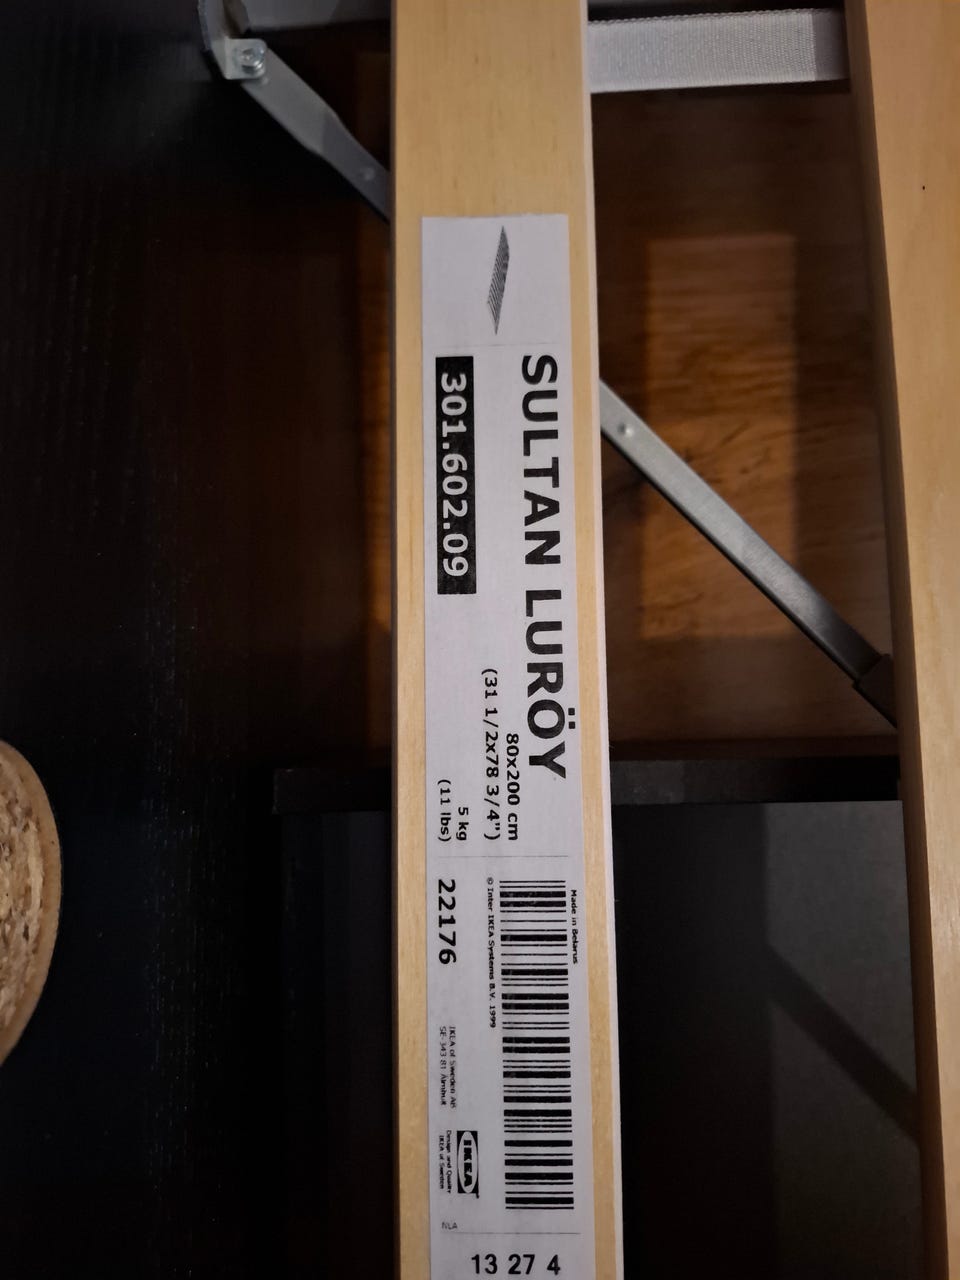 SULTAN LURÖY
80x200 cm
(31 1/2x78 3/4")
301.602.09
5 kg
(11 lbs)
Made in Belarus
© Inter IKEA Systems B.V. 1999
22176
IKEA of Sweden AB
SE-343 81 Älmhult
IKEA
Design and Quality
IKEA of Sweden
NLA
13 27 4